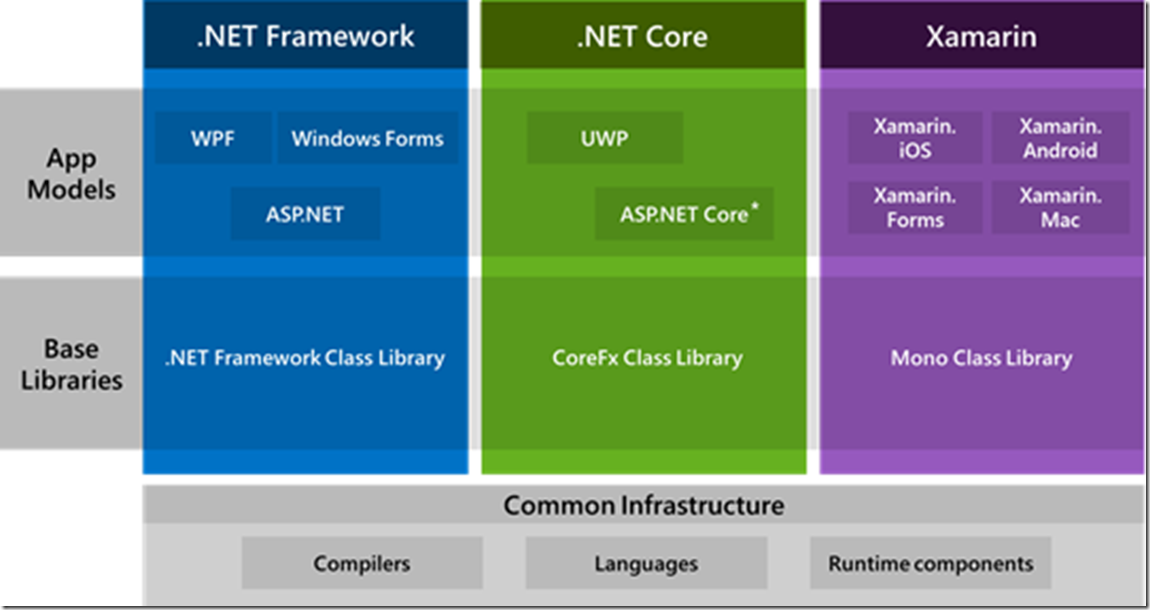 .NET Framework
.NET Core
Xamarin
App
Models
WPF
Windows Forms
ASP.NET
UWP
ASP.NET Core*
Xamarin.
iOS
Xamarin.
Android
Xamarin.
Forms
Xamarin.
Mac
Base
Libraries
.NET Framework Class Library
CoreFx Class Library
Mono Class Library
Common Infrastructure
Compilers
Languages
Runtime components